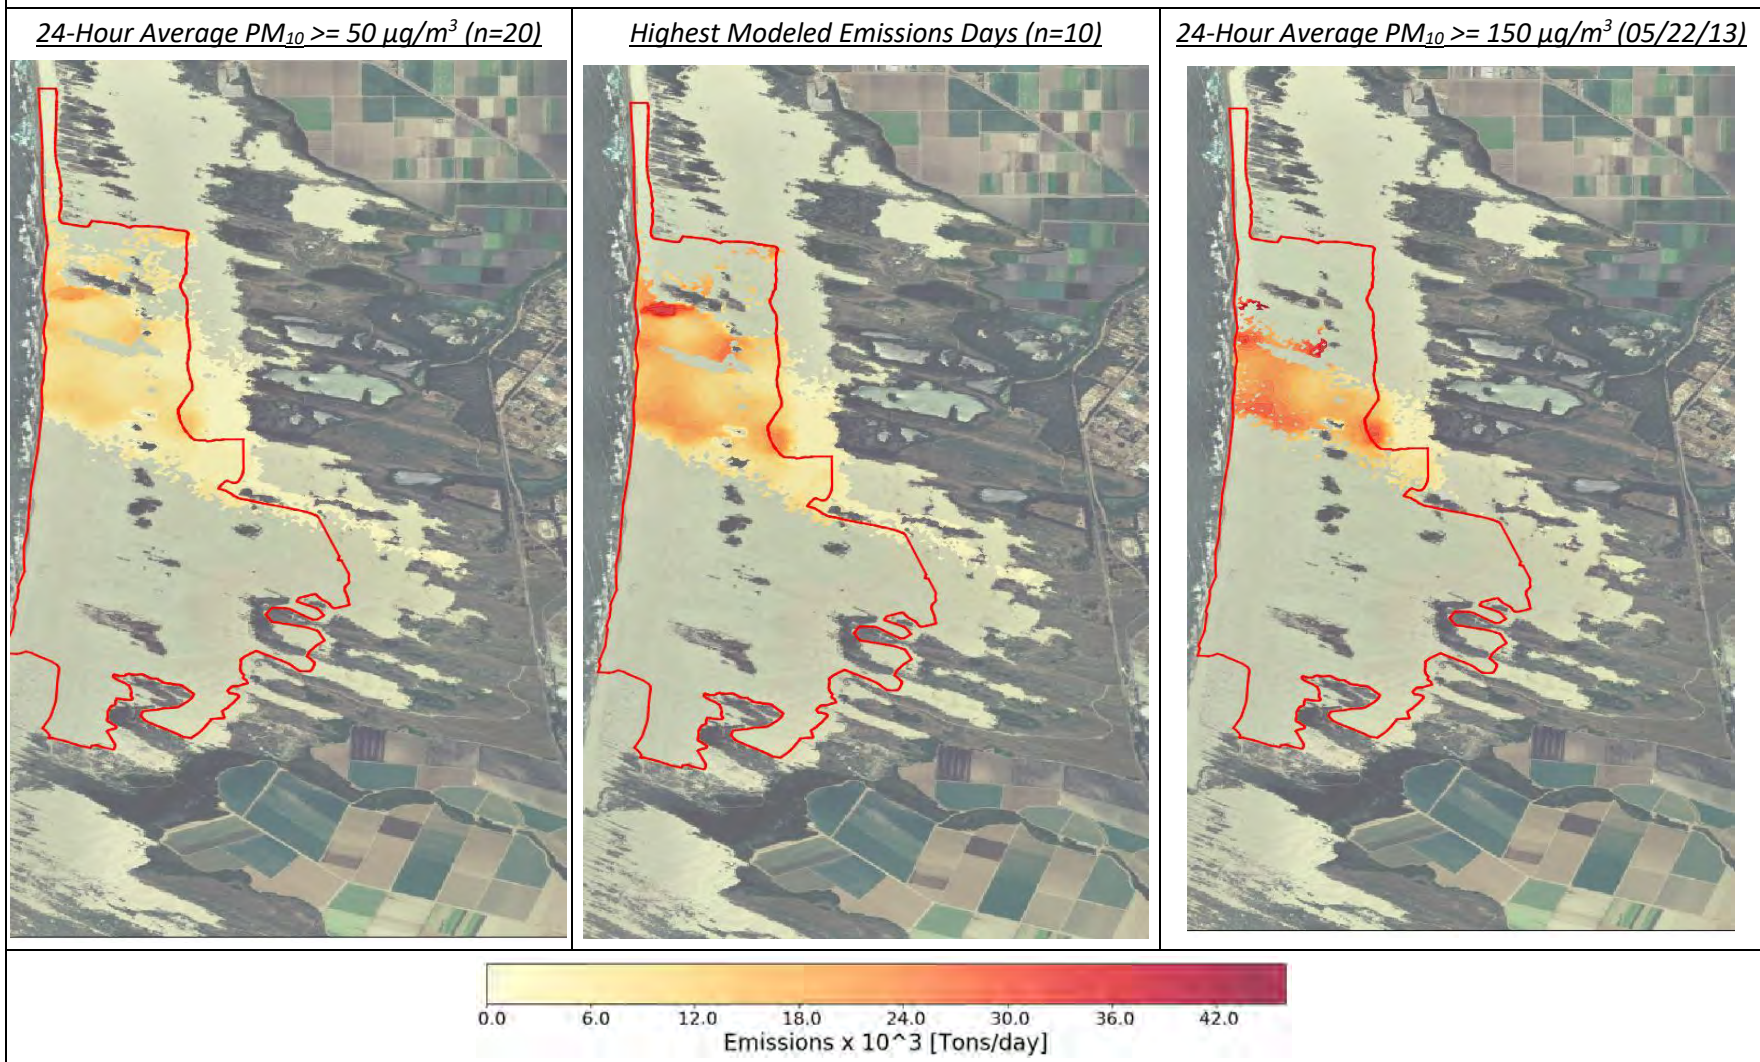 24-Hour Average PM10 >= 50 µg/m³ (n=20)
Highest Modeled Emissions Days (n=10)
24-Hour Average PM10 >= 150 µg/m³ (05/22/13)
0.0 6.0 12.0 18.0 24.0 30.0 36.0 42.0
Emissions x 10^3 [Tons/day]